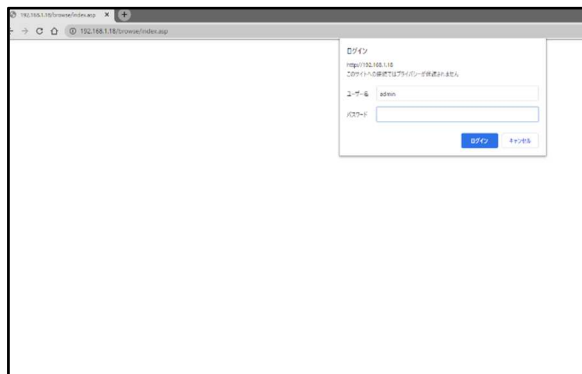 192.168.1.18/browse/index.asp
192.168.1.18/browse/index.asp
ログイン
http://192.168.1.18
このサイトへの接続ではプライバシーが保護されません
ユーザー名 admin
パスワード
ログイン キャンセル